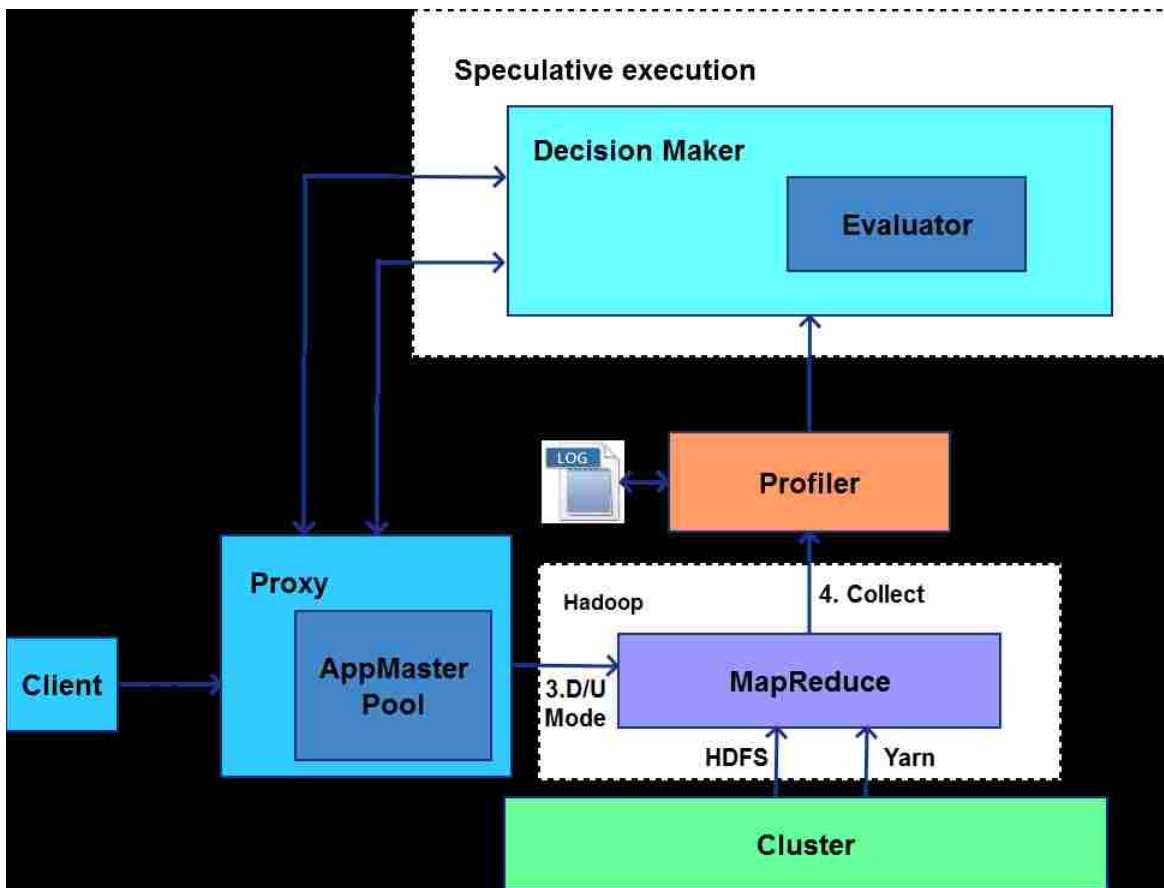 Speculative execution
Decision Maker
Evaluator
LOG
Profiler
Proxy
AppMaster
Pool
Client
Hadoop
4. Collect
3.D/U
Mode
MapReduce
HDFS
Yarn
Cluster